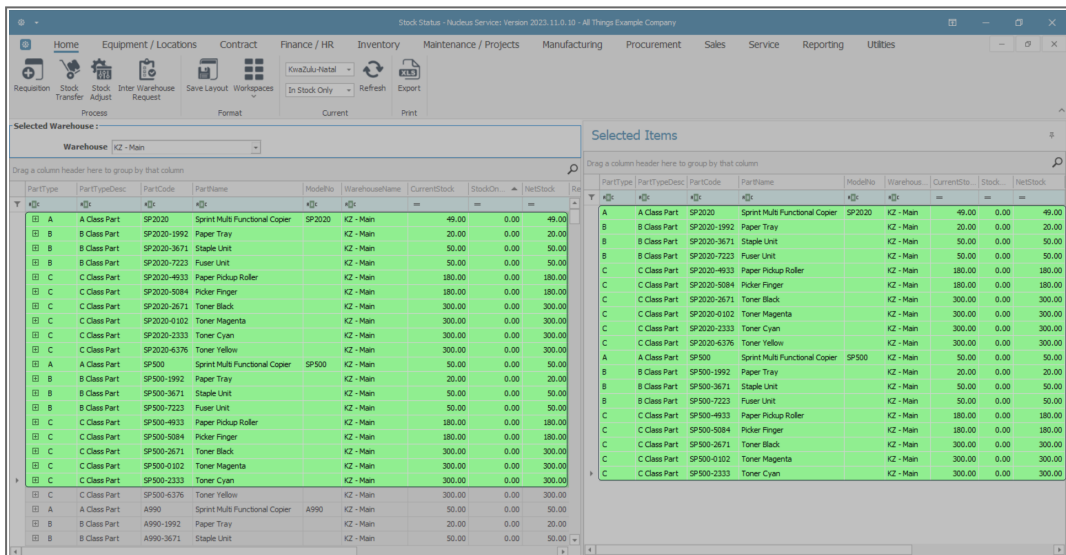 Stock Status - Nucleus Service: Version 2023.11.0.10 - All Things Example Company
Home Equipment / Locations Contract Finance / HR Inventory Maintenance / Projects Manufacturing Procurement Sales Service Reporting Utilities
KwaZulu-Natal
In Stock Only
Requisition Stock Transfer Stock Adjust Inter Warehouse Request Save Layout Workspaces Refresh Export
Process Format Current Print
Selected Warehouse :
Warehouse KZ - Main
Drag a column header here to group by that column
PartType PartTypeDesc PartCode PartName ModelNo WarehouseName CurrentStock StockOn... NetStock Re
A A Class Part SP2020 Sprint Multi Functional Copier SP2020 KZ - Main 49.00 0.00 49.00
B B Class Part SP2020-1992 Paper Tray KZ - Main 20.00 0.00 20.00
B B Class Part SP2020-3671 Staple Unit KZ - Main 50.00 0.00 50.00
B B Class Part SP2020-7223 Fuser Unit KZ - Main 50.00 0.00 50.00
C C Class Part SP2020-4933 Paper Pickup Roller KZ - Main 180.00 0.00 180.00
C C Class Part SP2020-5084 Picker Finger KZ - Main 180.00 0.00 180.00
C C Class Part SP2020-2671 Toner Black KZ - Main 300.00 0.00 300.00
C C Class Part SP2020-0102 Toner Magenta KZ - Main 300.00 0.00 300.00
C C Class Part SP2020-2333 Toner Cyan KZ - Main 300.00 0.00 300.00
C C Class Part SP2020-6376 Toner Yellow KZ - Main 300.00 0.00 300.00
A A Class Part SP500 Sprint Multi Functional Copier SP500 KZ - Main 50.00 0.00 50.00
B B Class Part SP500-1992 Paper Tray KZ - Main 20.00 0.00 20.00
B B Class Part SP500-3671 Staple Unit KZ - Main 50.00 0.00 50.00
B B Class Part SP500-7223 Fuser Unit KZ - Main 50.00 0.00 50.00
C C Class Part SP500-4933 Paper Pickup Roller KZ - Main 180.00 0.00 180.00
C C Class Part SP500-5084 Picker Finger KZ - Main 180.00 0.00 180.00
C C Class Part SP500-2671 Toner Black KZ - Main 300.00 0.00 300.00
C C Class Part SP500-0102 Toner Magenta KZ - Main 300.00 0.00 300.00
C C Class Part SP500-2333 Toner Cyan KZ - Main 300.00 0.00 300.00
C C Class Part SP500-6376 Toner Yellow KZ - Main 300.00 0.00 300.00
A A Class Part A990 Sprint Multi Functional Copier A990 KZ - Main 50.00 0.00 50.00
B B Class Part A990-1992 Paper Tray KZ - Main 20.00 0.00 20.00
B B Class Part A990-3671 Staple Unit KZ - Main 50.00 0.00 50.00
Selected Items
Drag a column header here to group by that column
PartType PartTypeDesc PartCode PartName ModelNo Warehous... CurrentSto... Stock... NetStock
A A Class Part SP2020 Sprint Multi Functional Copier SP2020 KZ - Main 49.00 0.00 49.00
B B Class Part SP2020-1992 Paper Tray KZ - Main 20.00 0.00 20.00
B B Class Part SP2020-3671 Staple Unit KZ - Main 50.00 0.00 50.00
B B Class Part SP2020-7223 Fuser Unit KZ - Main 50.00 0.00 50.00
C C Class Part SP2020-4933 Paper Pickup Roller KZ - Main 180.00 0.00 180.00
C C Class Part SP2020-5084 Picker Finger KZ - Main 180.00 0.00 180.00
C C Class Part SP2020-2671 Toner Black KZ - Main 300.00 0.00 300.00
C C Class Part SP2020-0102 Toner Magenta KZ - Main 300.00 0.00 300.00
C C Class Part SP2020-2333 Toner Cyan KZ - Main 300.00 0.00 300.00
C C Class Part SP2020-6376 Toner Yellow KZ - Main 300.00 0.00 300.00
A A Class Part SP500 Sprint Multi Functional Copier SP500 KZ - Main 50.00 0.00 50.00
B B Class Part SP500-1992 Paper Tray KZ - Main 20.00 0.00 20.00
B B Class Part SP500-3671 Staple Unit KZ - Main 50.00 0.00 50.00
B B Class Part SP500-7223 Fuser Unit KZ - Main 50.00 0.00 50.00
C C Class Part SP500-4933 Paper Pickup Roller KZ - Main 180.00 0.00 180.00
C C Class Part SP500-5084 Picker Finger KZ - Main 180.00 0.00 180.00
C C Class Part SP500-2671 Toner Black KZ - Main 300.00 0.00 300.00
C C Class Part SP500-0102 Toner Magenta KZ - Main 300.00 0.00 300.00
C C Class Part SP500-2333 Toner Cyan KZ - Main 300.00 0.00 300.00